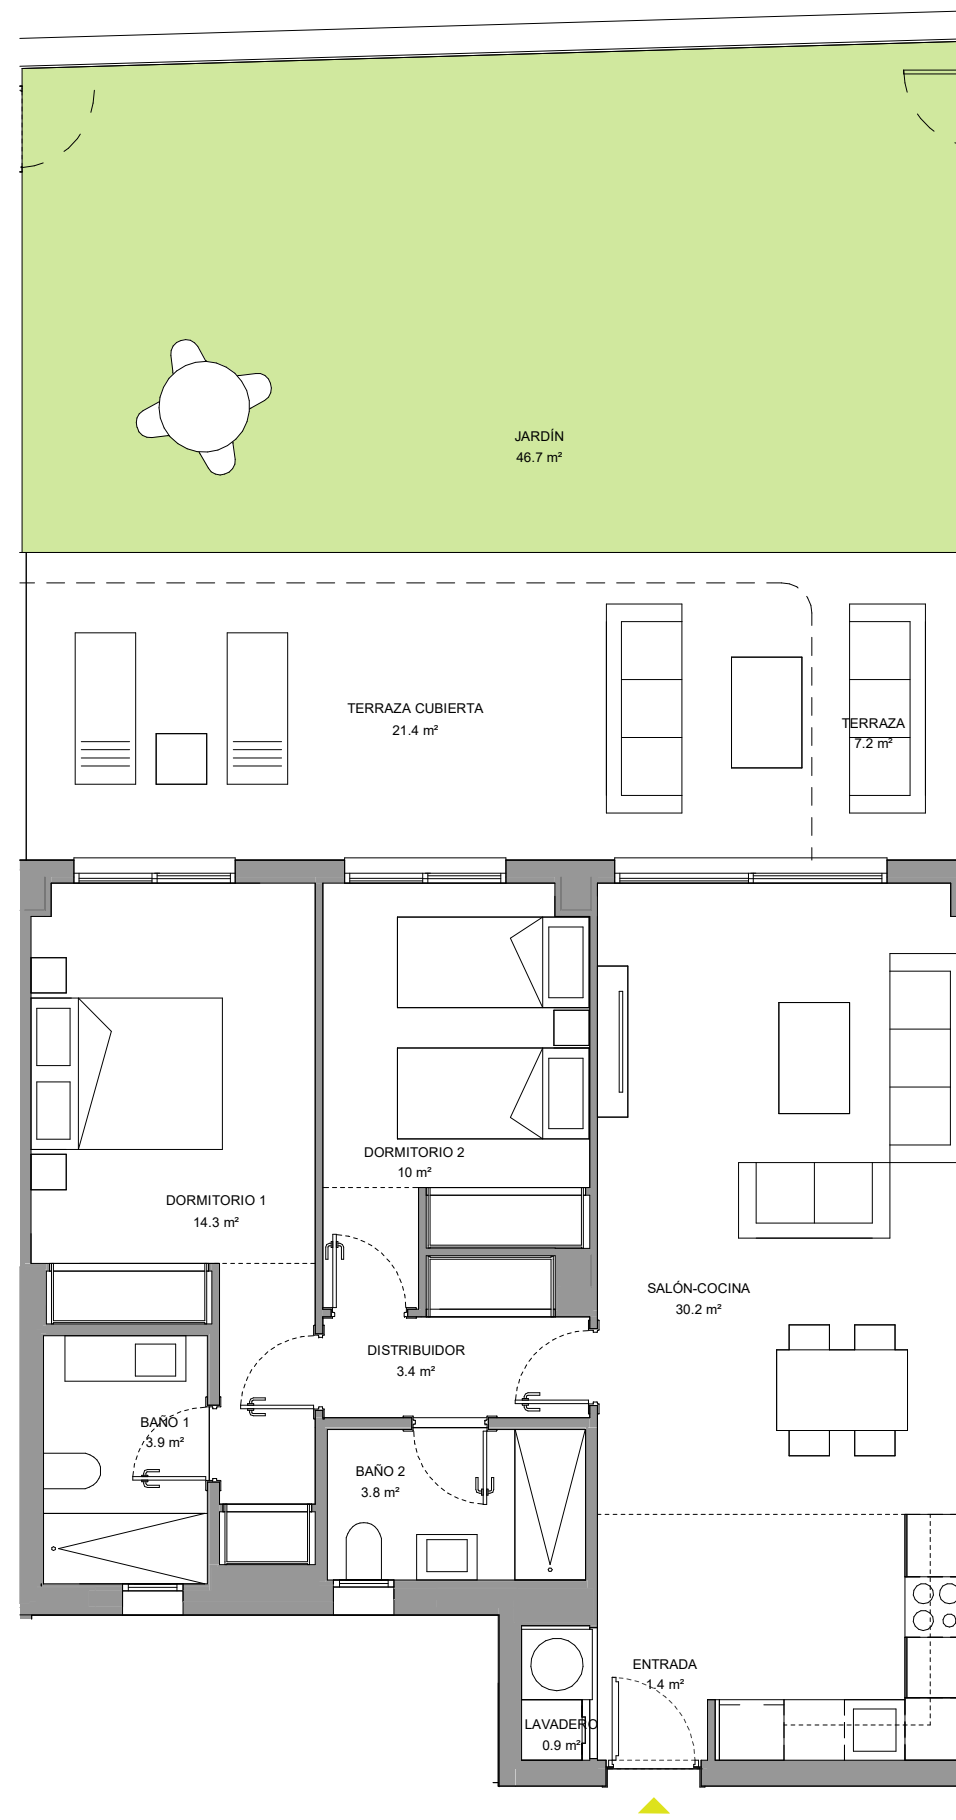 JARDÍN
46.7 m²
TERRAZA CUBIERTA
21.4 m²
TERRAZA
7.2 m²
DORMITORIO 2
10 m²
DORMITORIO 1
14.3 m²
SALÓN-COCINA
30.2 m²
DISTRIBUIDOR
3.4 m²
BAÑO 1
3.9 m²
BAÑO 2
3.8 m²
ENTRADA
1.4 m²
LAVADERO
0.9 m²